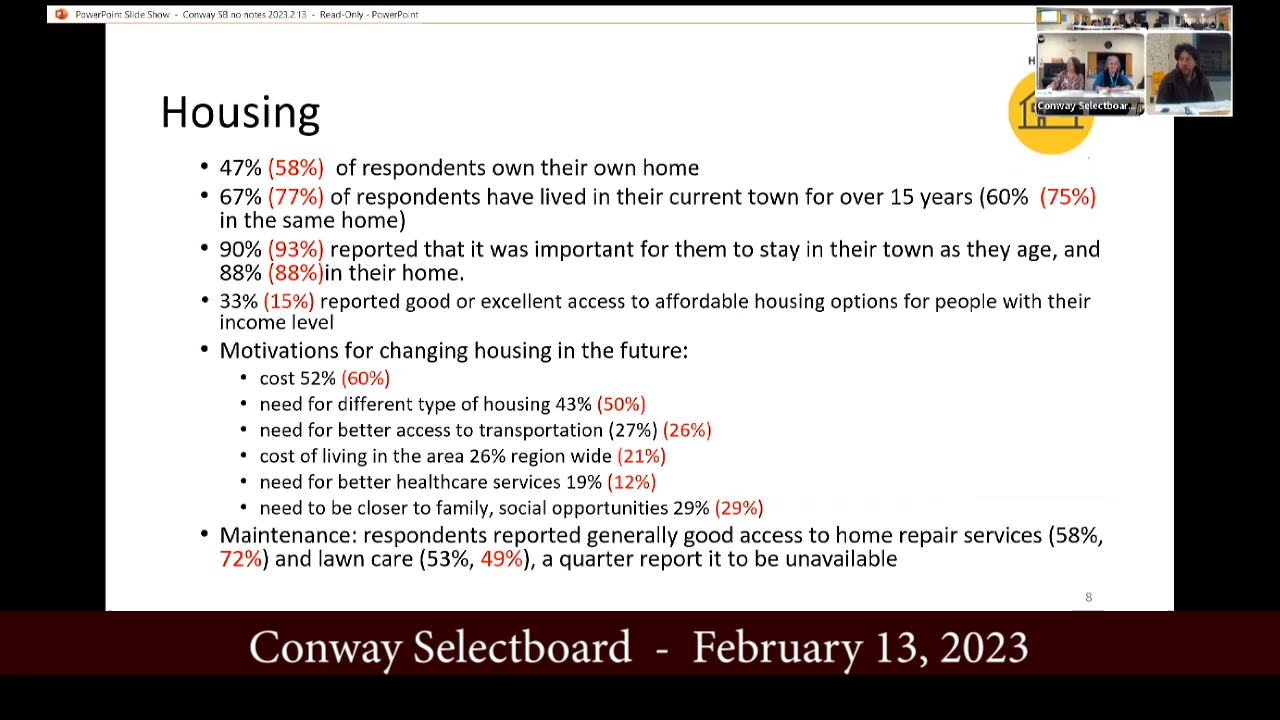 PowerPoint Slide Show - Conway SB no notes 2023.2.13 - Read-Only - PowerPoint
Conway Selectboar...
Housing
• 47% (58%) of respondents own their own home
• 67% (77%) of respondents have lived in their current town for over 15 years (60% (75%)
in the same home)
• 90% (93%) reported that it was important for them to stay in their town as they age, and
88% (88%)in their home.
• 33% (15%) reported good or excellent access to affordable housing options for people with their
income level
• Motivations for changing housing in the future:
• cost 52% (60%)
• need for different type of housing 43% (50%)
• need for better access to transportation (27%) (26%)
• cost of living in the area 26% region wide (21%)
• need for better healthcare services 19% (12%)
• need to be closer to family, social opportunities 29% (29%)
• Maintenance: respondents reported generally good access to home repair services (58%,
72%) and lawn care (53%, 49%), a quarter report it to be unavailable
8
Conway Selectboard - February 13, 2023